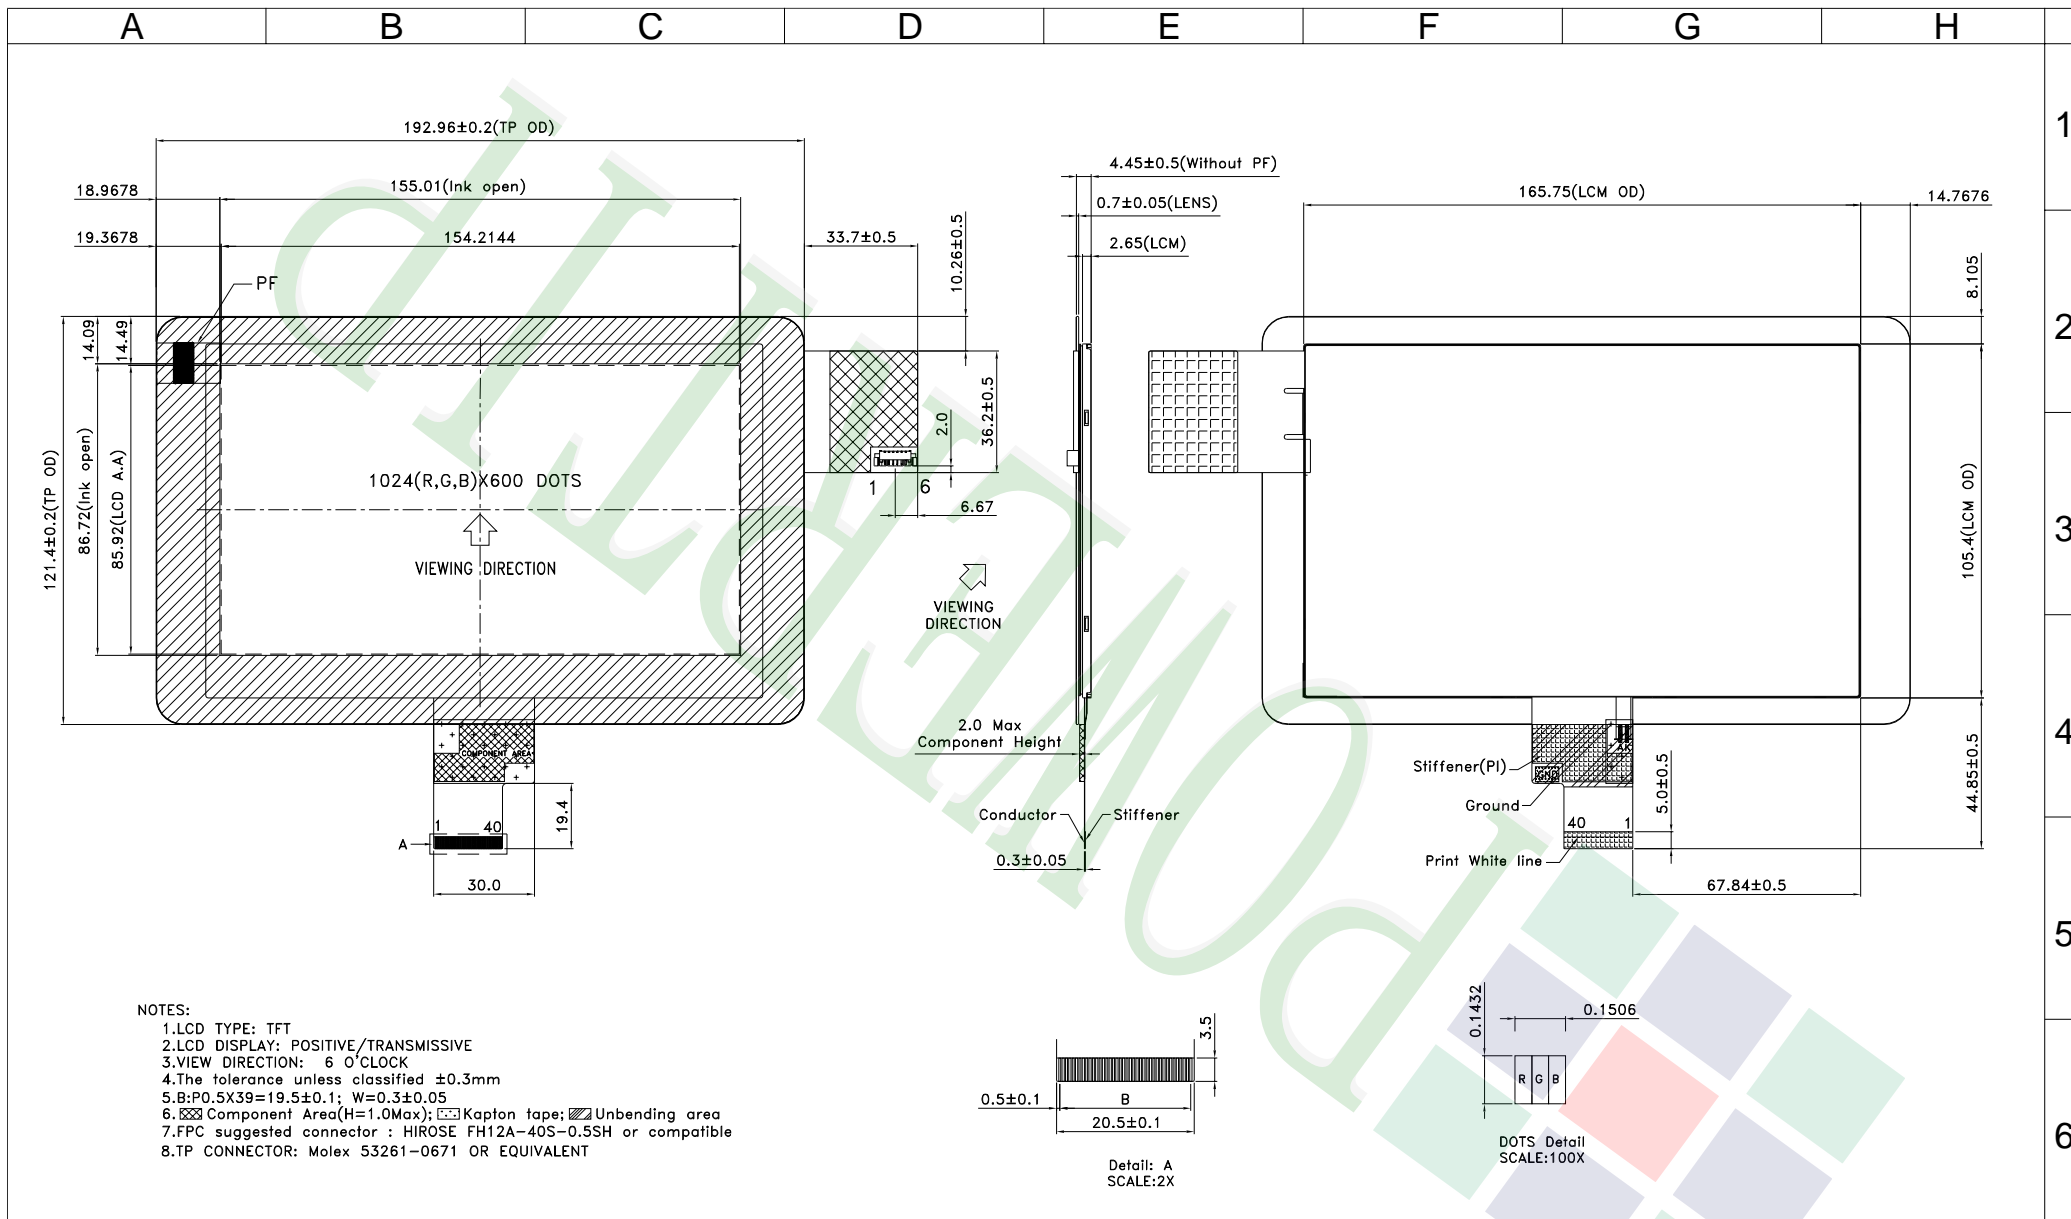 A B C D E F G H
1
2
3
4
5
6
192.96±0.2(TP OD)
18.9678
155.01(Ink open)
19.3678
154.2144
33.7±0.5
10.26±0.5
PF
14.09
14.49
121.4±0.2(TP OD)
86.72(Ink open)
85.92(LCD A.A)
1024(R,G,B)X600 DOTS
VIEWING DIRECTION
2.0
36.2±0.5
1 6
6.67
VIEWING
DIRECTION
COMPONENT AREA
1 40
A
19.4
30.0
4.45±0.5(Without PF)
0.7±0.05(LENS)
2.65(LCM)
2.0 Max
Component Height
Conductor
Stiffener
0.3±0.05
165.75(LCM OD)
14.7676
8.105
105.4(LCM OD)
44.85±0.5
Stiffener(PI)
GND
Ground
AK
5.0±0.5
40 1
Print White line
67.84±0.5
NOTES:
1.LCD TYPE: TFT
2.LCD DISPLAY: POSITIVE/TRANSMISSIVE
3.VIEW DIRECTION: 6 O'CLOCK
4.The tolerance unless classified ±0.3mm
5.B:P0.5X39=19.5±0.1; W=0.3±0.05
6. Component Area(H=1.0Max); Kapton tape; Unbending area
7.FPC suggested connector : HIROSE FH12A-40S-0.5SH or compatible
8.TP CONNECTOR: Molex 53261-0671 OR EQUIVALENT
3.5
0.5±0.1
B
20.5±0.1
Detail: A
SCALE:2X
0.1432
0.1506
R G B
DOTS Detail
SCALE:100X
POWERTIP